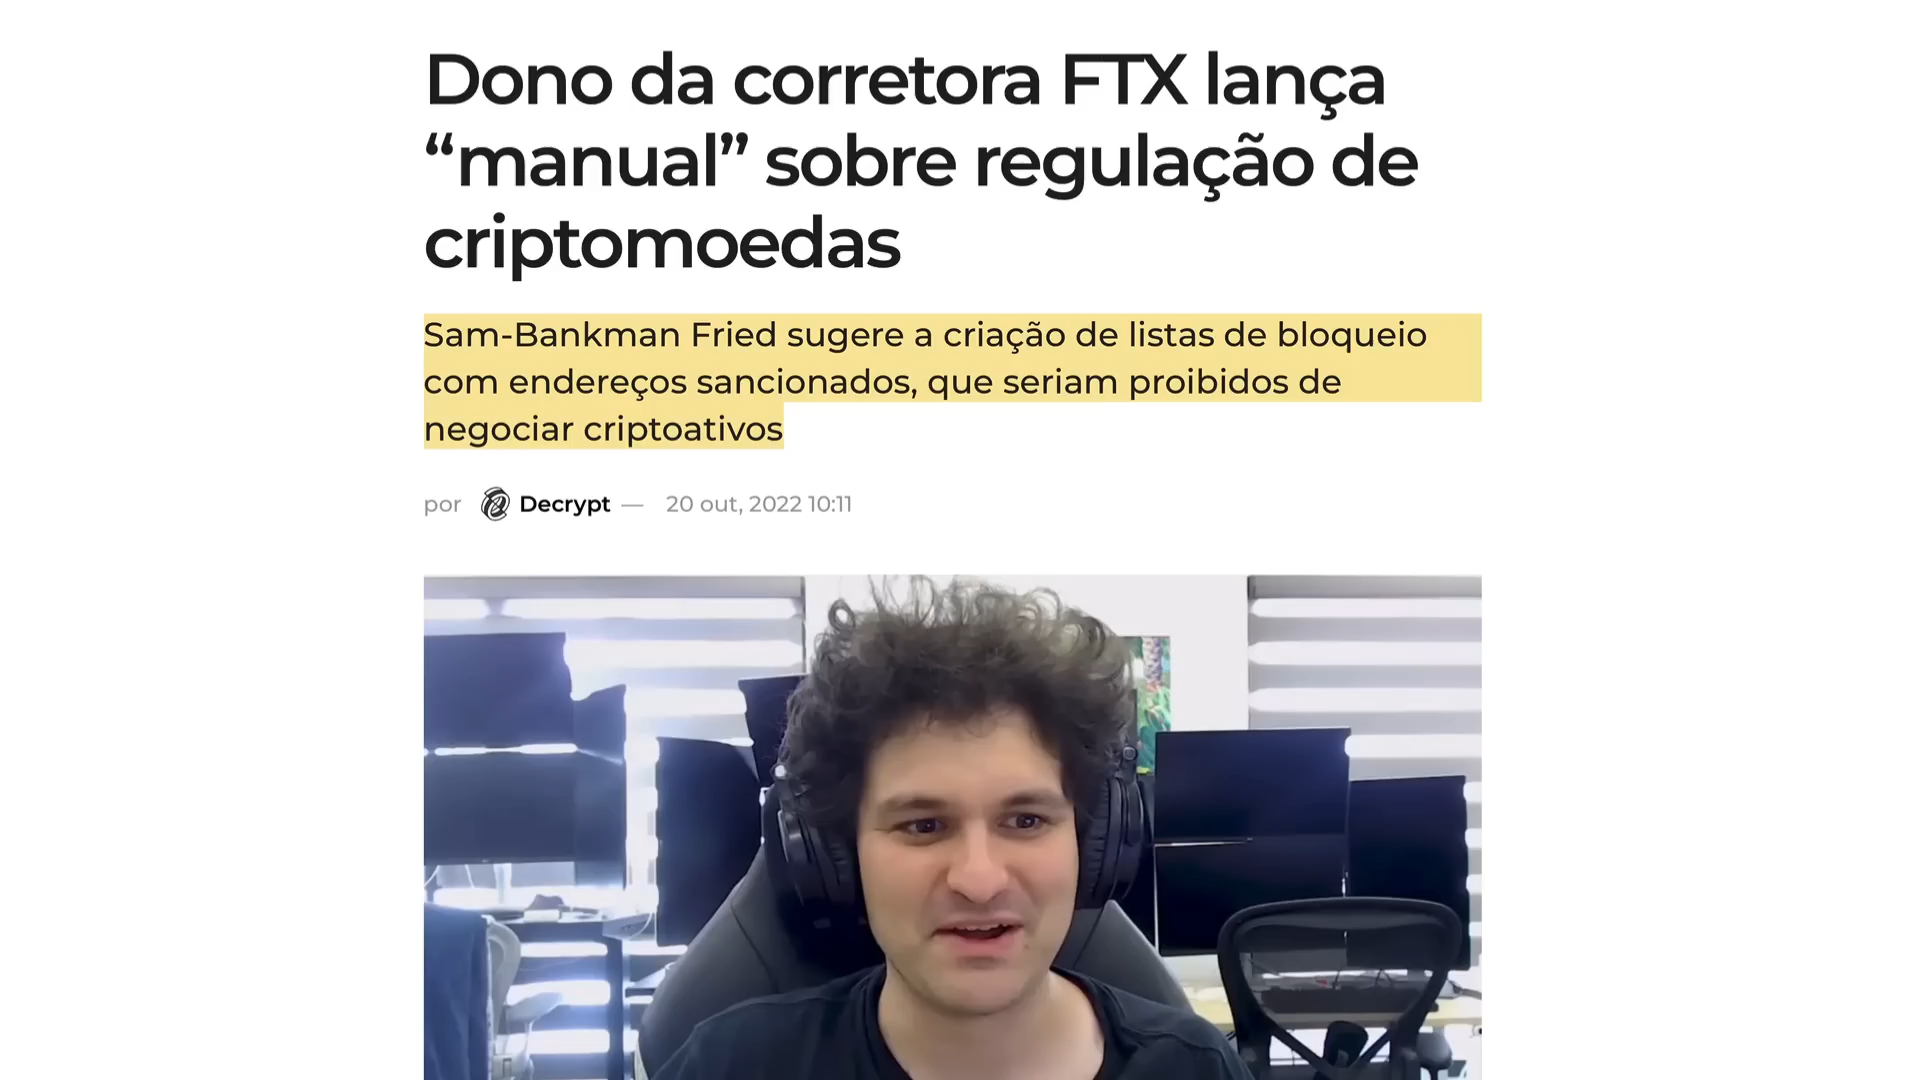 Dono da corretora FTX lança
“manual” sobre regulação de
criptomoedas
Sam-Bankman Fried sugere a criação de listas de bloqueio
com endereços sancionados, que seriam proibidos de
negociar criptoativos
por Decrypt — 20 out, 2022 10:11